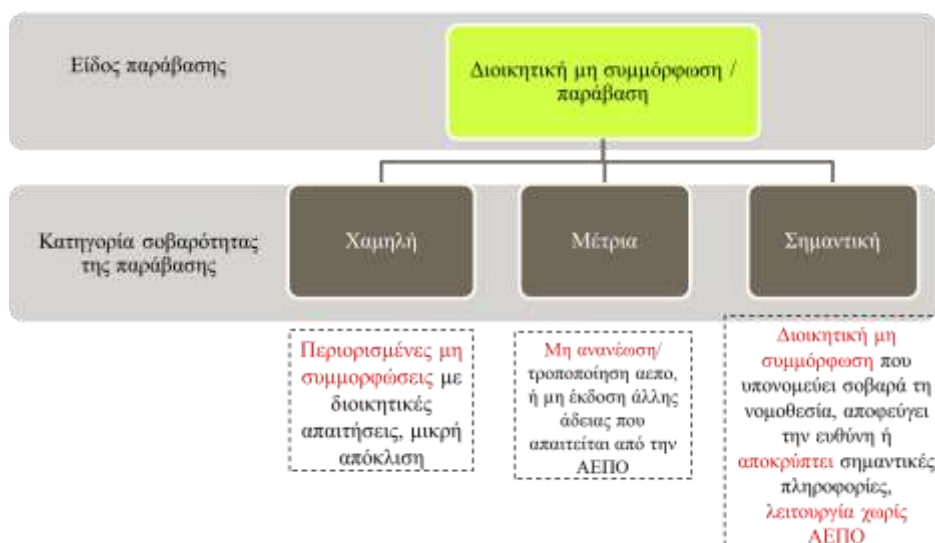 Είδος παράβασης
Διοικητική μη συμμόρφωση /
παράβαση
Κατηγορία σοβαρότητας
της παράβασης
Χαμηλή
Μέτρια
Σημαντική
Περιορισμένες μη
συμμορφώσεις με
διοικητικές
απαιτήσεις, μικρή
απόκλιση
Μη ανανέωση/
τροποποίηση αεπο,
ή μη έκδοση άλλης
άδειας που
απαιτείται από την
ΑΕΠΟ
Διοικητική μη
συμμόρφωση που
υπονομεύει σοβαρά τη
νομοθεσία, αποφεύγει
την ευθύνη ή
αποκρύπτει σημαντικές
πληροφορίες,
λειτουργία χωρίς
ΑΕΠΟ